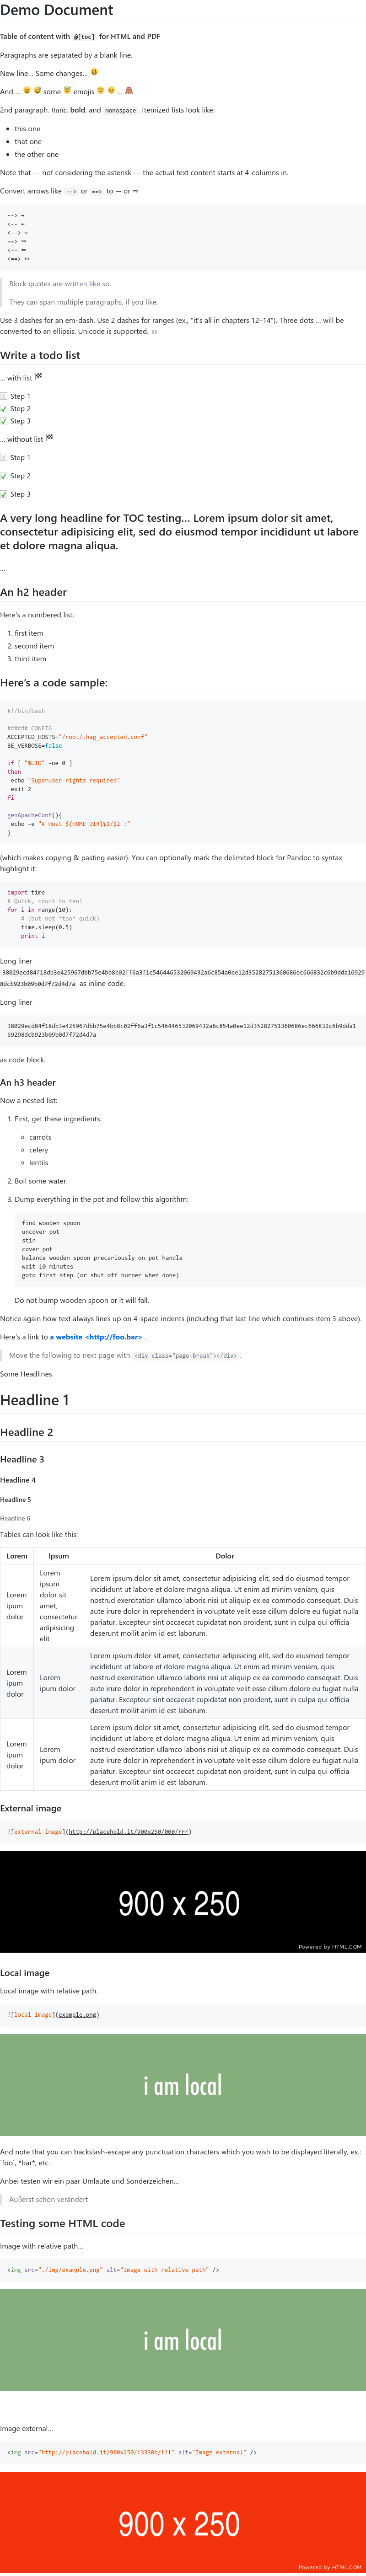 Demo Document
Table of content with @[toc] for HTML and PDF
Paragraphs are separated by a blank line.
New line… Some changes… 😃
And … 😄 😅 some 😇 emojis 😗 😠 … 💩
2nd paragraph. Italic, bold, and monospace. Itemized lists look like:
• this one
• that one
• the other one
Note that — not considering the asterisk — the actual text content starts at 4-columns in.
Convert arrows like --> or ==> to → or ⇒
--> →
<-- ←
<--> ↔
==> ⇒
<== ⇐
<==> ⇔
Block quotes are written like so.
They can span multiple paragraphs, if you like.
Use 3 dashes for an em-dash. Use 2 dashes for ranges (ex., “it’s all in chapters 12–14”). Three dots … will be
converted to an ellipsis. Unicode is supported. ☺
Write a todo list
… with list 🏁
Step 1
✓ Step 2
✓ Step 3
… without list 🏁
Step 1
✓ Step 2
✓ Step 3
A very long headline for TOC testing… Lorem ipsum dolor sit amet,
consectetur adipisicing elit, sed do eiusmod tempor incididunt ut labore
et dolore magna aliqua.
…
An h2 header
Here’s a numbered list:
1. first item
2. second item
3. third item
Here’s a code sample:
#!/bin/bash
###### CONFIG
ACCEPTED_HOSTS="/root/.hag_accepted.conf"
BE_VERBOSE=false
if [ "$UID" -ne 0 ]
then
echo "Superuser rights required"
exit 2
fi
genApacheConf(){
echo -e "# Host ${HOME_DIR}$1/$2 :"
}
(which makes copying & pasting easier). You can optionally mark the delimited block for Pandoc to syntax
highlight it:
import time
# Quick, count to ten!
for i in range(10):
# (but not *too* quick)
time.sleep(0.5)
print i
Long liner
38029ecd84f18db3e425967dbb75e4bb8c02ff6a3f1c546446532069432a6c854a0ee12d35282751360686ec666832c6b9dda16929
8dcb923b09b0d7f72d4d7a as inline code.
Long liner
38029ecd84f18db3e425967dbb75e4bb8c02ff6a3f1c546446532069432a6c854a0ee12d35282751360686ec666832c6b9dda1
69298dcb923b09b0d7f72d4d7a
as code block.
An h3 header
Now a nested list:
1. First, get these ingredients:
◦ carrots
◦ celery
◦ lentils
2. Boil some water.
3. Dump everything in the pot and follow this algorithm:
find wooden spoon
uncover pot
stir
cover pot
balance wooden spoon precariously on pot handle
wait 10 minutes
goto first step (or shut off burner when done)
Do not bump wooden spoon or it will fall.
Notice again how text always lines up on 4-space indents (including that last line which continues item 3 above).
Here’s a link to a website <http://foo.bar> .
Move the following to next page with <div class="page-break"></div>.
Some Headlines.
Headline 1
Headline 2
Headline 3
Headline 4
Headline 5
Headline 6
Tables can look like this:
Lorem Ipsum Dolor
Lorem ipum dolor
Lorem ipsum dolor sit amet, consectetur adipisicing elit
Lorem ipsum dolor sit amet, consectetur adipisicing elit, sed do eiusmod tempor
incididunt ut labore et dolore magna aliqua. Ut enim ad minim veniam, quis
nostrud exercitation ullamco laboris nisi ut aliquip ex ea commodo consequat. Duis
aute irure dolor in reprehenderit in voluptate velit esse cillum dolore eu fugiat nulla
pariatur. Excepteur sint occaecat cupidatat non proident, sunt in culpa qui officia
deserunt mollit anim id est laborum.
Lorem ipum dolor
Lorem ipum dolor
Lorem ipsum dolor sit amet, consectetur adipisicing elit, sed do eiusmod tempor
incididunt ut labore et dolore magna aliqua. Ut enim ad minim veniam, quis
nostrud exercitation ullamco laboris nisi ut aliquip ex ea commodo consequat. Duis
aute irure dolor in reprehenderit in voluptate velit esse cillum dolore eu fugiat nulla
pariatur. Excepteur sint occaecat cupidatat non proident, sunt in culpa qui officia
deserunt mollit anim id est laborum.
Lorem ipum dolor
Lorem ipum dolor
Lorem ipsum dolor sit amet, consectetur adipisicing elit, sed do eiusmod tempor
incididunt ut labore et dolore magna aliqua. Ut enim ad minim veniam, quis
nostrud exercitation ullamco laboris nisi ut aliquip ex ea commodo consequat. Duis
aute irure dolor in reprehenderit in voluptate velit esse cillum dolore eu fugiat nulla
pariatur. Excepteur sint occaecat cupidatat non proident, sunt in culpa qui officia
deserunt mollit anim id est laborum.
External image
![external image](http://placehold.it/900x250/000/FFF)
900 x 250
Powered by HTML.COM
Local image
Local image with relative path.
![local image](example.png)
i am local
And note that you can backslash-escape any punctuation characters which you wish to be displayed literally, ex.:
`foo`, *bar*, etc.
Anbei testen wir ein paar Umlaute und Sonderzeichen…
Äußerst schön verändert
Testing some HTML code
Image with relative path…
<img src="./img/example.png" alt="Image with relative path" />
i am local
Image external…
<img src="http://placehold.it/900x250/f3330b/fff" alt="Image external" />
900 x 250
Powered by HTML.COM